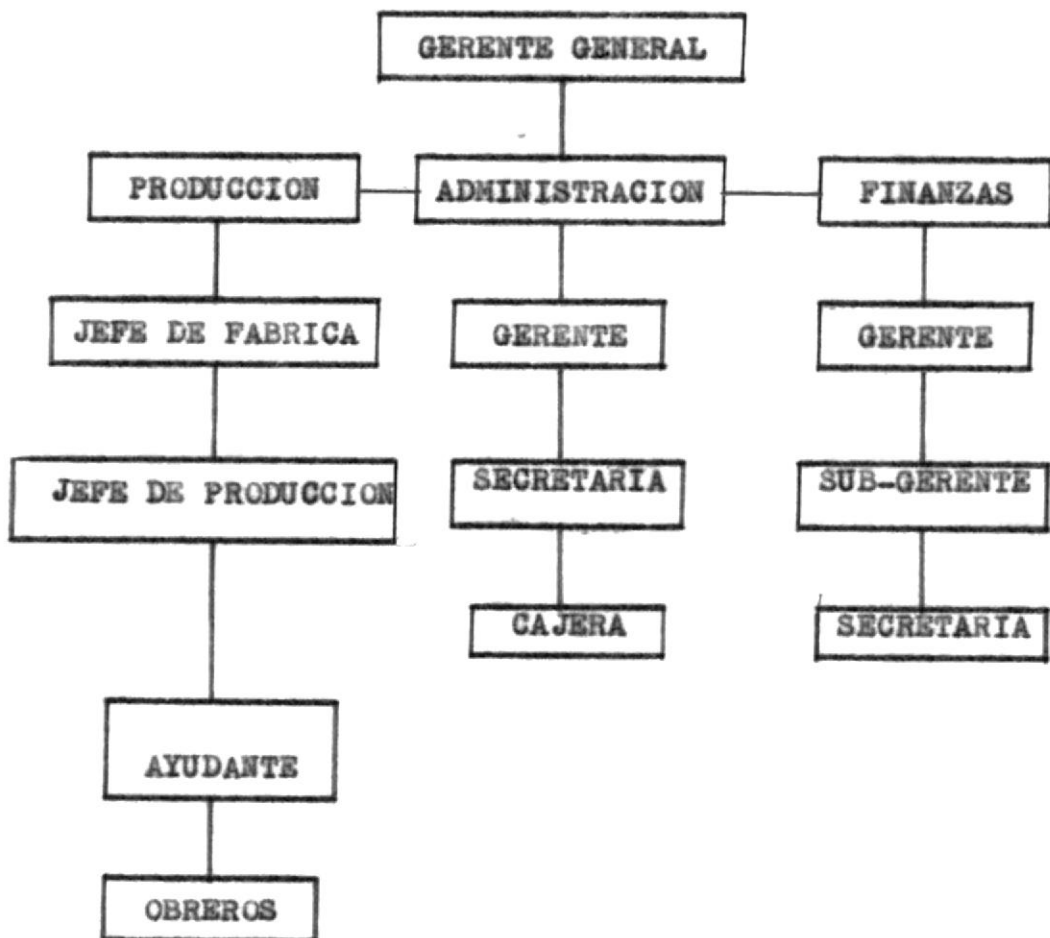 GERENTE GENERAL
PRODUCCION
ADMINISTRACION
FINANZAS
JEFE DE FABRICA
GERENTE
GERENTE
JEFE DE PRODUCCION
SECRETARIA
SUB-GERENTE
CAJERA
SECRETARIA
AYUDANTE
OBREROS